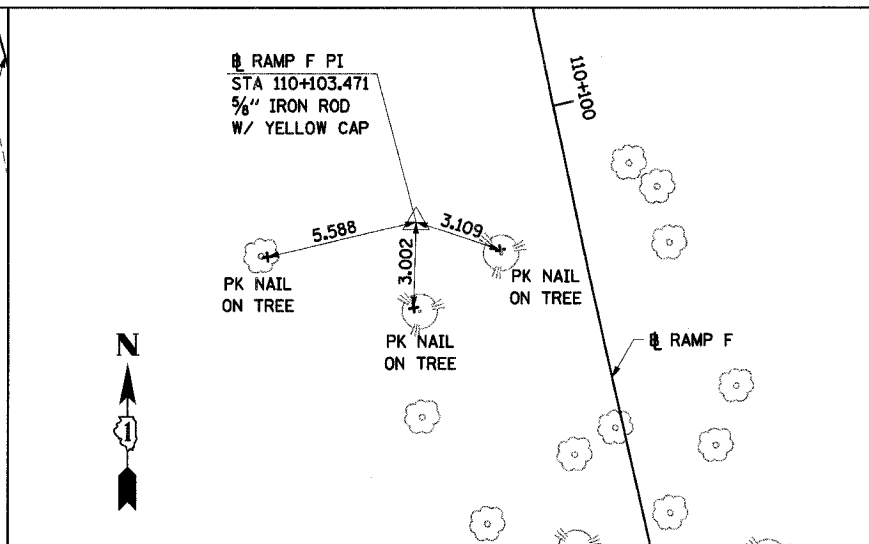 ℄ RAMP F PI
STA 110+103.471
5/8" IRON ROD
W/ YELLOW CAP
110+100
5.588
3.109
3.002
PK NAIL
ON TREE
PK NAIL
ON TREE
PK NAIL
ON TREE
N
1
℄ RAMP F